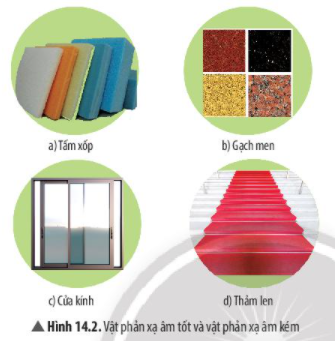 a) Tấm xốp
b) Gạch men
c) Cửa kính
d) Thảm len
▲ Hình 14.2. Vật phản xạ âm tốt và vật phản xạ âm kém